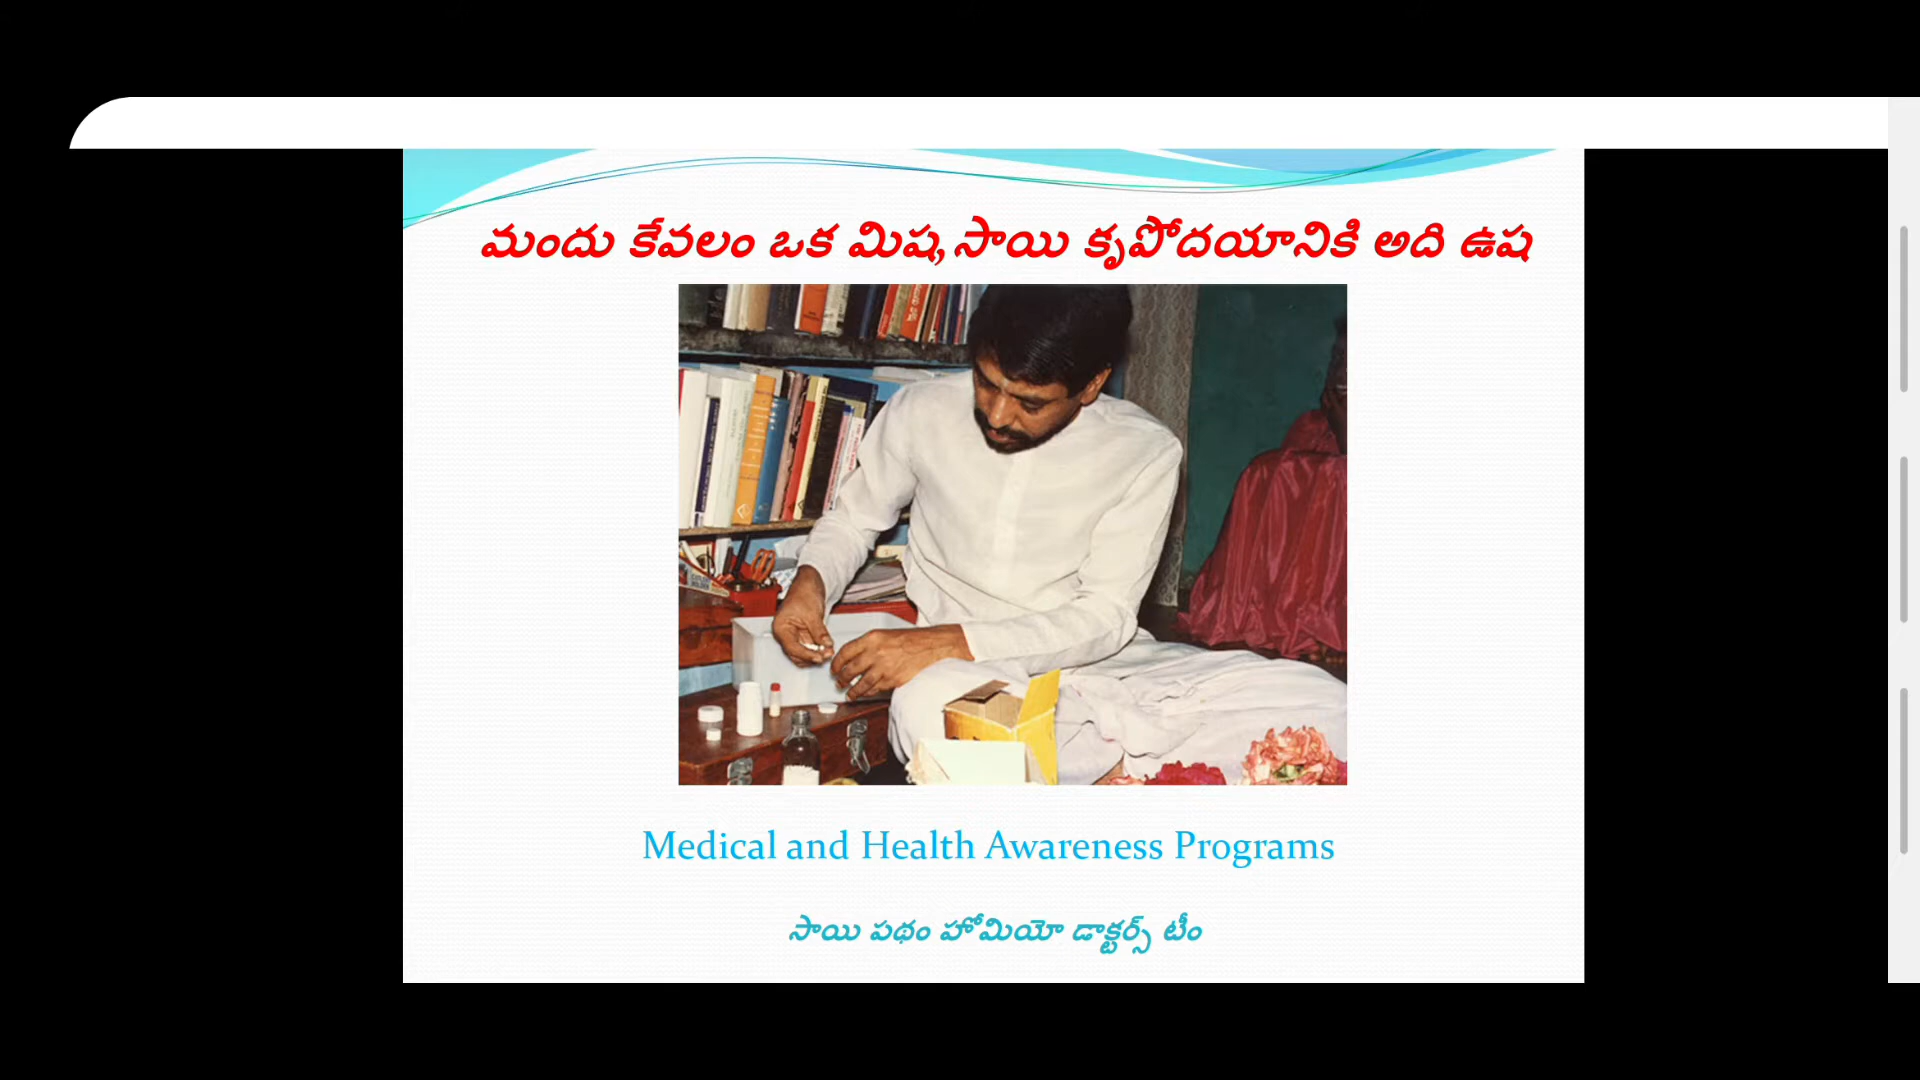 మందు కేవలం ఒక మిష,సాయి కృపోదయానికి అది ఉష
Medical and Health Awareness Programs
సాయి పథం హోమియో డాక్టర్స్ టీం